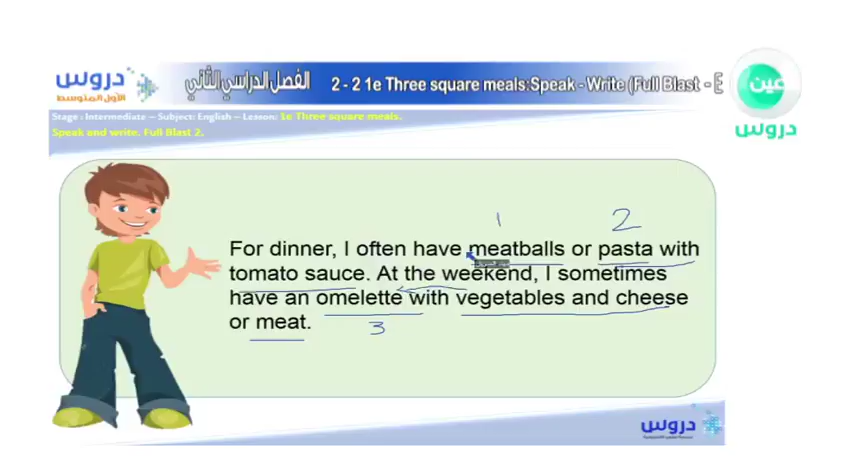 دروس
الأول المتوسط
الفصل الدراسي الثاني
2 - 2 1e Three square meals:Speak - Write (Full Blast - E
عين
دروس
Stage : Intermediate – Subject: English – Lesson: 1e Three square meals.
Speak and write. Full Blast 2.
1
2
For dinner, I often have meatballs or pasta with
tomato sauce. At the weekend, I sometimes
have an omelette with vegetables and cheese
or meat.
3
دروس